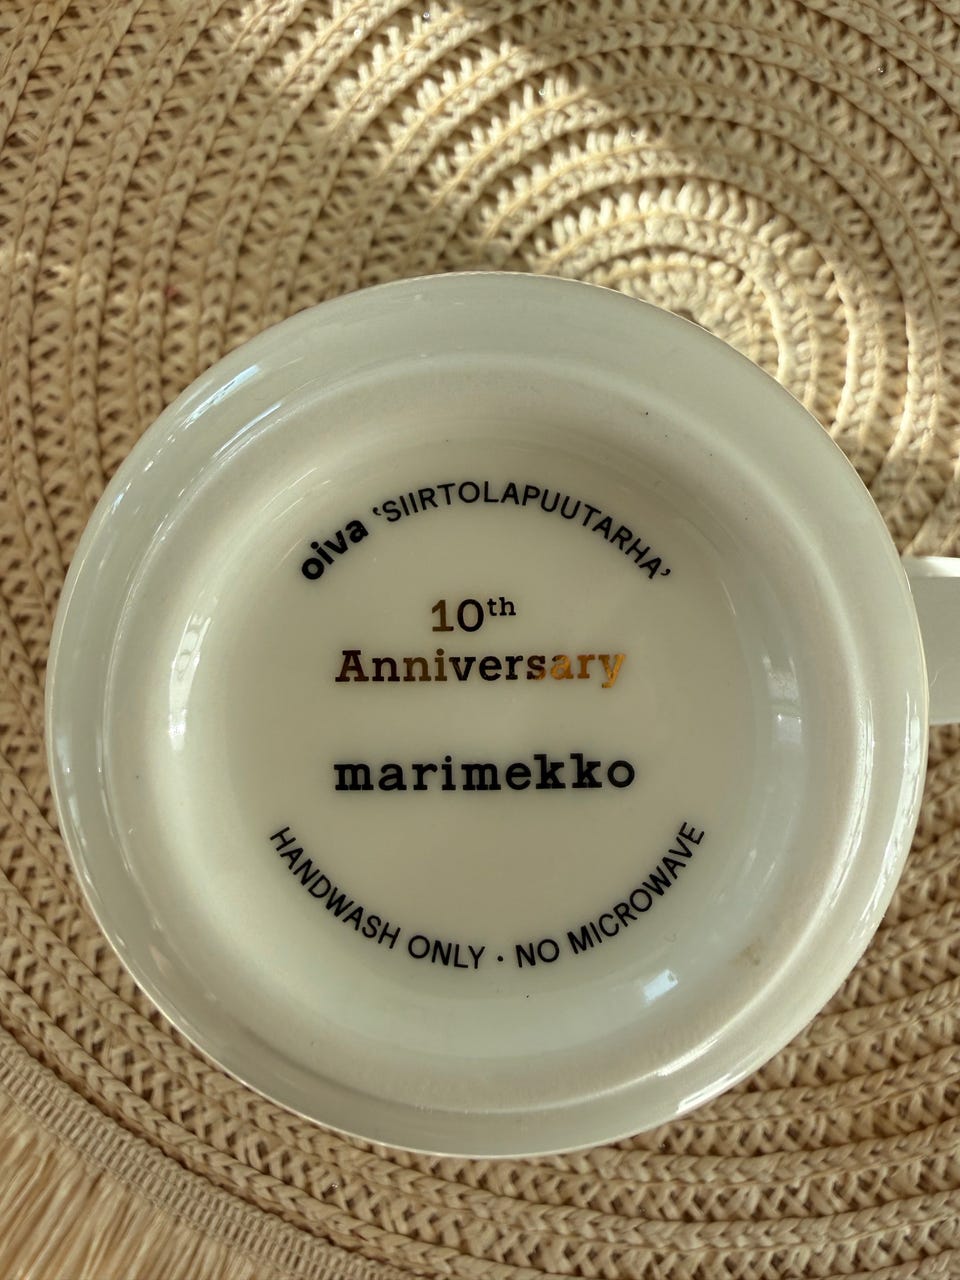 oiva ‘SIIRTOLAPUUTARHA’
10th
Anniversary
marimekko
HANDWASH ONLY · NO MICROWAVE